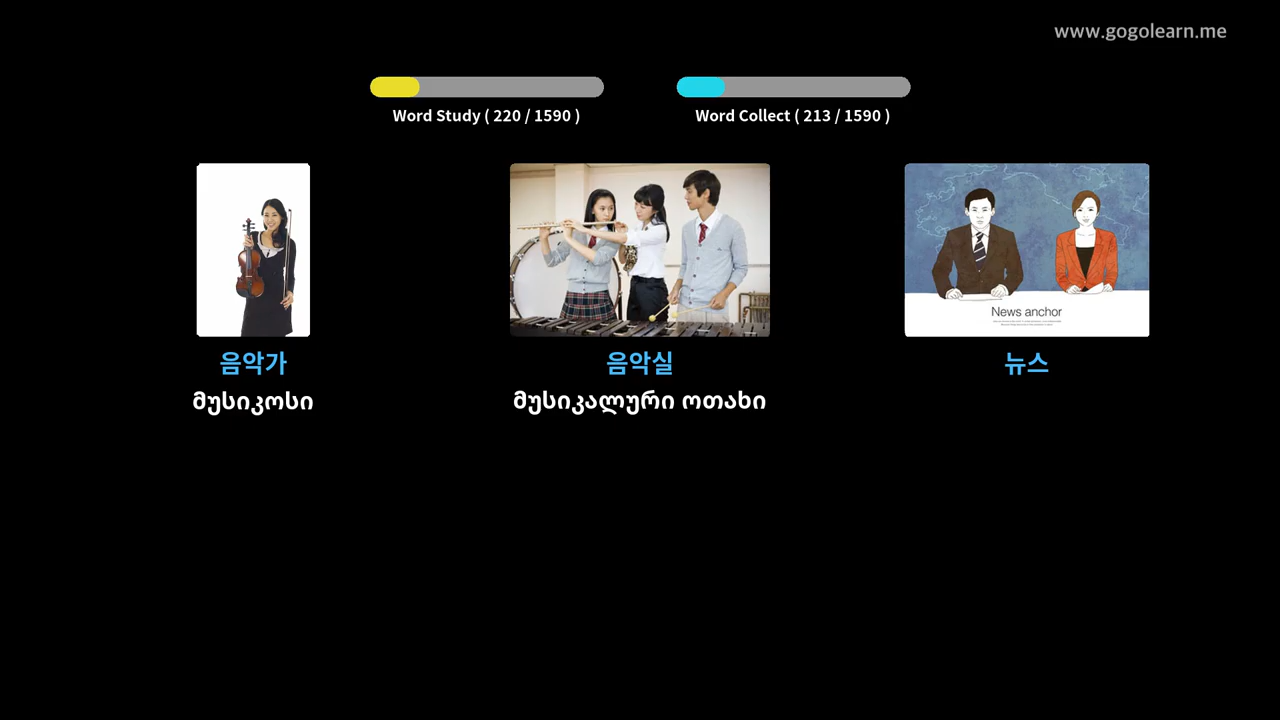 www.gogolearn.me
Word Study ( 220 / 1590 )
Word Collect ( 213 / 1590 )
News anchor
음악가
음악실
뉴스
მუსიკოსი
მუსიკალური ოთახი